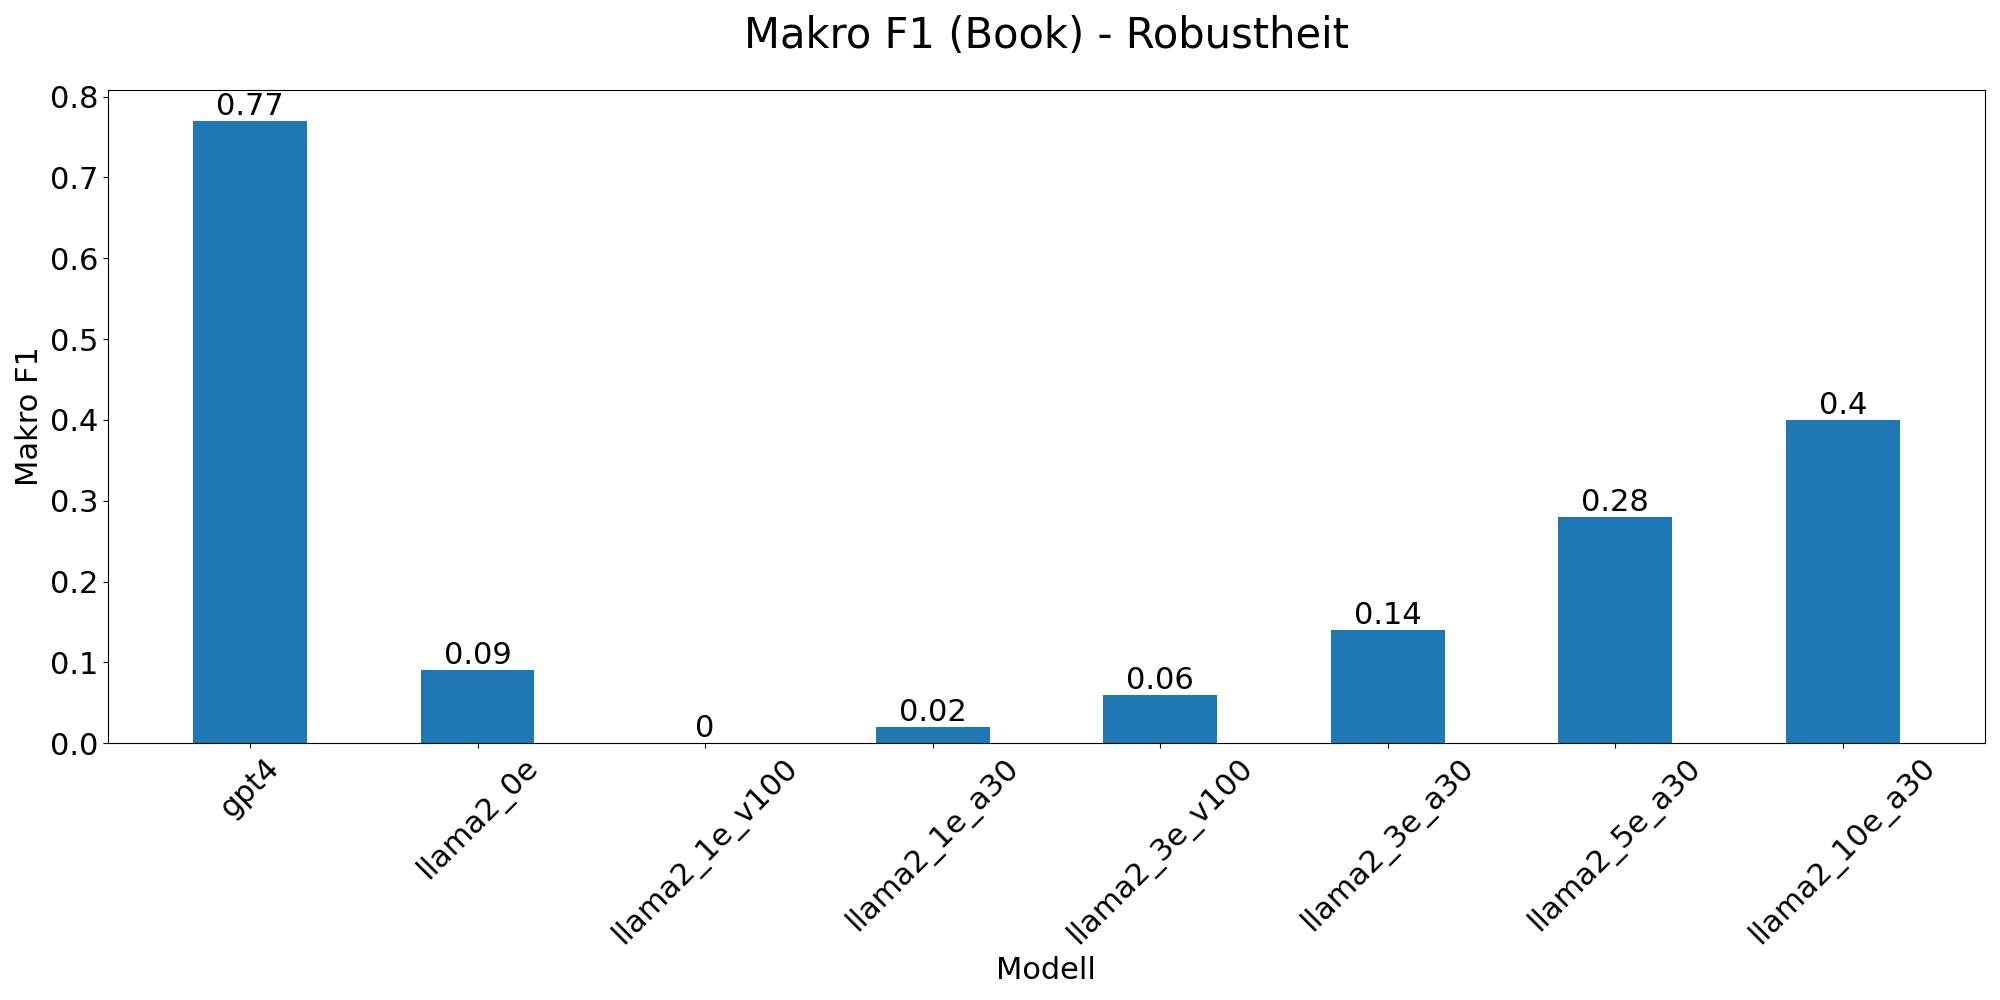 Makro F1 (Book) - Robustheit
Makro F1
0.8
0.7
0.6
0.5
0.4
0.3
0.2
0.1
0.0
0.77
0.09
0
0.02
0.06
0.14
0.28
0.4
gpt4
llama2_0e
llama2_1e_v100
llama2_1e_a30
llama2_3e_v100
llama2_3e_a30
llama2_5e_a30
llama2_10e_a30
Modell